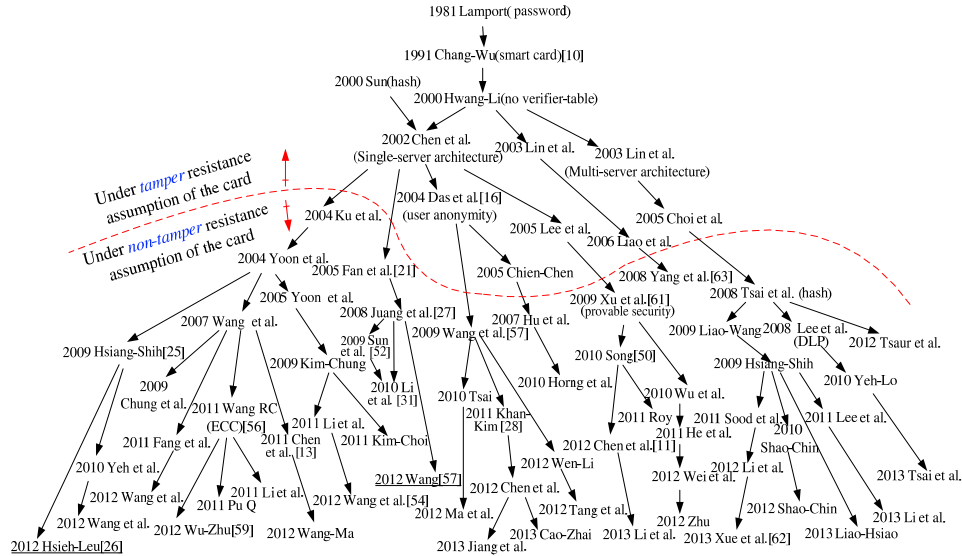 1981 Lamport( password)
1991 Chang-Wu(smart card)[10]
2000 Sun(hash)
2000 Hwang-Li(no verifier-table)
2002 Chen et al.
(Single-server architecture)
2003 Lin et al.
2003 Lin et al.
(Multi-server architecture)
Under tamper resistance
assumption of the card
Under non-tamper resistance
assumption of the card
2004 Ku et al.
2004 Das et al.[16]
(user anonymity)
2005 Lee et al.
2005 Choi et al.
2006 Liao et al.
2004 Yoon et al.
2005 Fan et al.[21]
2005 Chien-Chen
2008 Yang et al.[63]
2005 Yoon et al.
2009 Xu et al.[61]
(provable security)
2008 Tsai et al. (hash)
2007 Wang et al.
2008 Juang et al.[27]
2009 Wang et al.[57]
2007 Hu et al.
2009 Liao-Wang
2008 Lee et al.
(DLP)
2012 Tsaur et al.
2009 Hsiang-Shih[25]
2009 Kim-Chung
2009 Sun
et al. [52]
2010 Song[50]
2009 Hsiang-Shih
2009
Chung et al.
2010 Li
et al.[31]
2010 Tsai
2010 Horng et al.
2010 Wu et al.
2010 Yeh-Lo
2011 Wang RC
(ECC)[56]
2011 Li et al.
2011 Khan-
Kim [28]
2011 Roy
2011 Sood et al.
2011 Lee et al.
2011 Fang et al.
2011 Chen
et al.[13]
2011 Kim-Choi
2012 Chen et al.[11]
2011 He et al.
2010
Shao-Chin
2010 Yeh et al.
2012 Wang[57]
2012 Wen-Li
2012 Wei et al.
2012 Li et al.
2013 Tsai et al.
2012 Wang et al.
2011 Li et al.
2011 Pu Q
2012 Wang et al.[54]
2012 Chen et al.
2012 Wang et al.
2012 Wu-Zhu[59]
2012 Wang-Ma
2012 Ma et al.
2012 Tang et al.
2012 Zhu
2012 Shao-Chin
2013 Li et al.
2012 Hsieh-Leu[26]
2013 Jiang et al.
2013 Cao-Zhai
2013 Li et al.
2013 Xue et al.[62]
2013 Liao-Hsiao